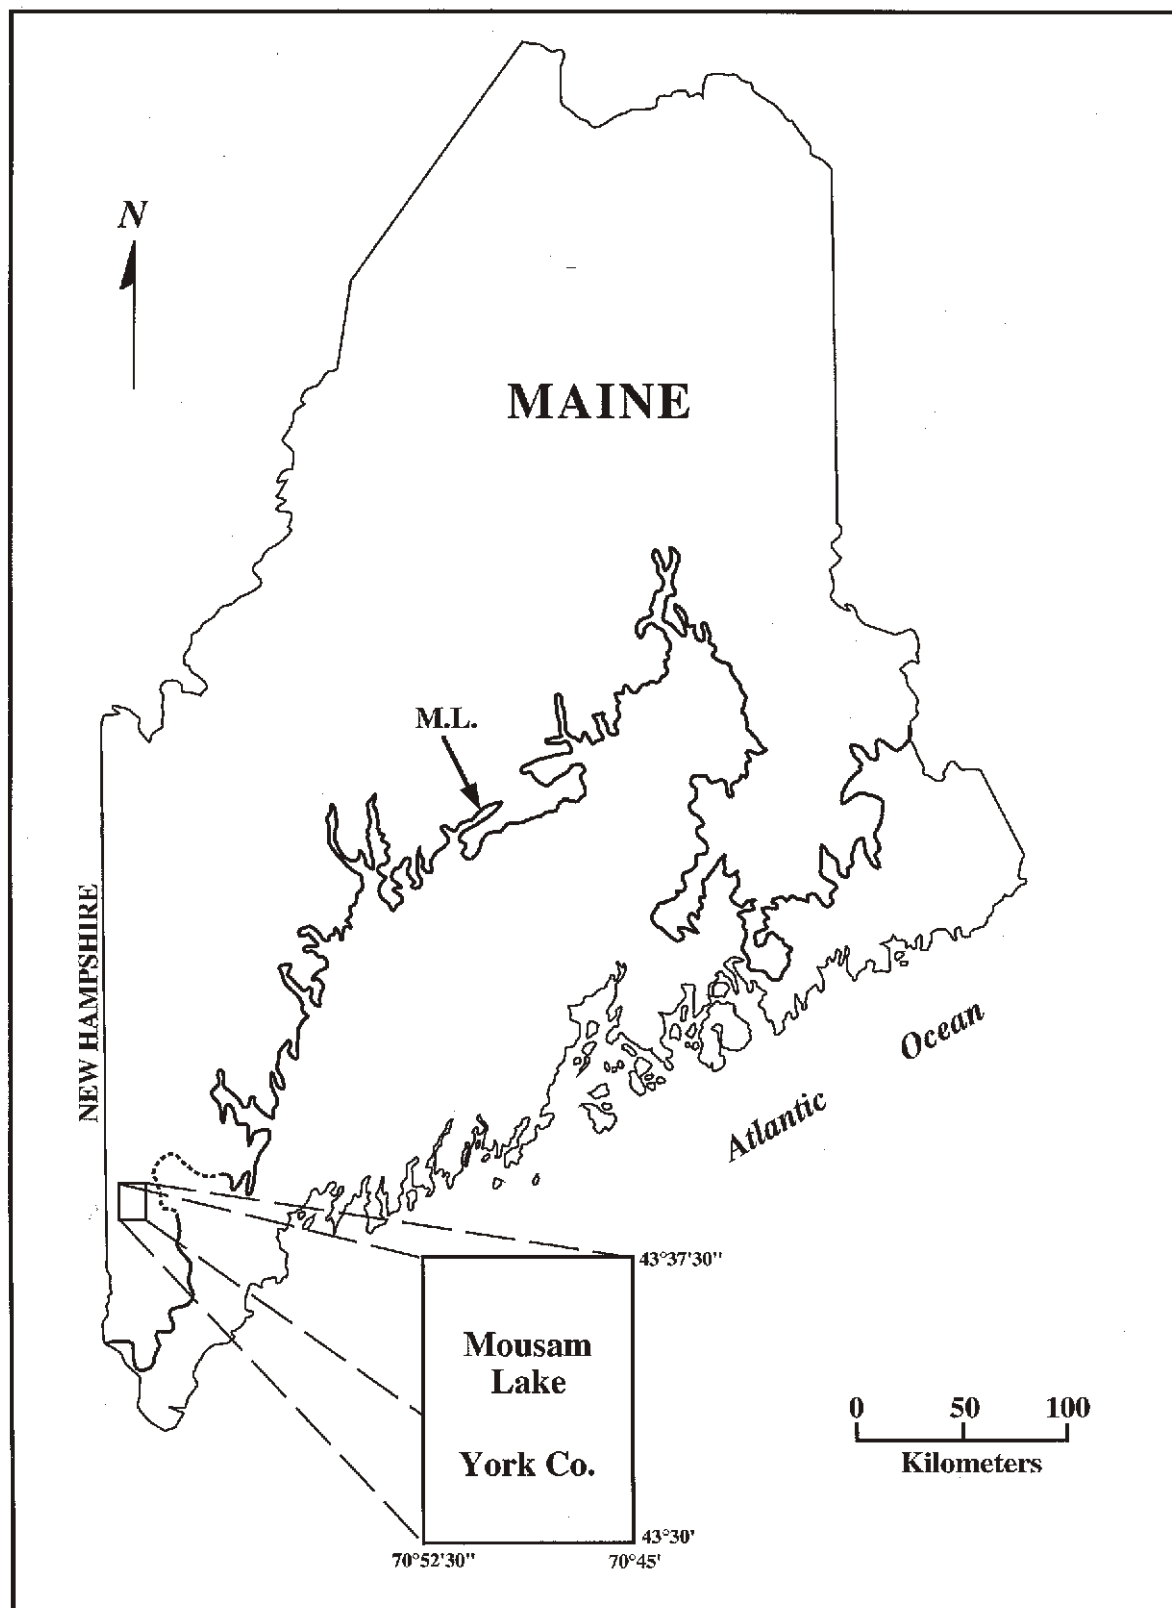 N
MAINE
M.L.
NEW HAMPSHIRE
Atlantic Ocean
43°37'30"
Mousam
Lake
York Co.
0 50 100
Kilometers
43°30'
70°52'30"
70°45'